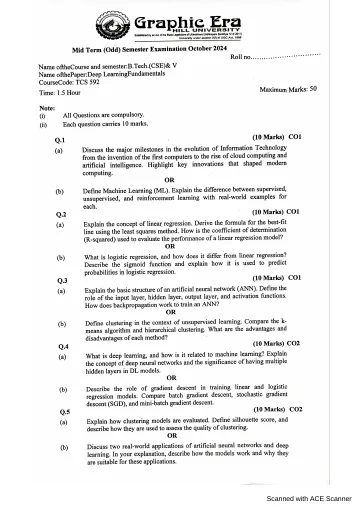 Graphic Era
HILL UNIVERSITY
Mid Term (Odd) Semester Examination October 2024
Roll no.
Name oftheCourse and semester:B.Tech.(CSE)& V
Name ofthePaper:Deep LearningFundamentals
CourseCode: TCS 592
Time: 1.5 Hour
Maximum Marks: 50
Note:
(i) All Questions are compulsory.
(ii) Each question carries 10 marks.
Q.1 (10 Marks) CO1
(a) Discuss the major milestones in the evolution of Information Technology
from the invention of the first computers to the rise of cloud computing and
artificial intelligence. Highlight key innovations that shaped modern
computing.
OR
(b) Define Machine Learning (ML). Explain the difference between supervised,
unsupervised, and reinforcement learning with real-world examples for
each.
Q.2 (10 Marks) CO1
(a) Explain the concept of linear regression. Derive the formula for the best-fit
line using the least squares method. How is the coefficient of determination
(R-squared) used to evaluate the performance of a linear regression model?
OR
(b) What is logistic regression, and how does it differ from linear regression?
Describe the sigmoid function and explain how it is used to predict
probabilities in logistic regression.
Q.3 (10 Marks) CO1
(a) Explain the basic structure of an artificial neural network (ANN). Define the
role of the input layer, hidden layer, output layer, and activation functions.
How does backpropagation work to train an ANN?
OR
(b) Define clustering in the context of unsupervised learning. Compare the k-
means algorithm and hierarchical clustering. What are the advantages and
disadvantages of each method?
Q.4 (10 Marks) CO2
(a) What is deep learning, and how is it related to machine learning? Explain
the concept of deep neural networks and the significance of having multiple
hidden layers in DL models.
OR
(b) Describe the role of gradient descent in training linear and logistic
regression models. Compare batch gradient descent, stochastic gradient
descent (SGD), and mini-batch gradient descent.
Q.5 (10 Marks) CO2
(a) Explain how clustering models are evaluated. Define silhouette score, and
describe how they are used to assess the quality of clustering.
OR
(b) Discuss two real-world applications of artificial neural networks and deep
learning. In your explanation, describe how the models work and why they
are suitable for these applications.
Scanned with ACE Scanner